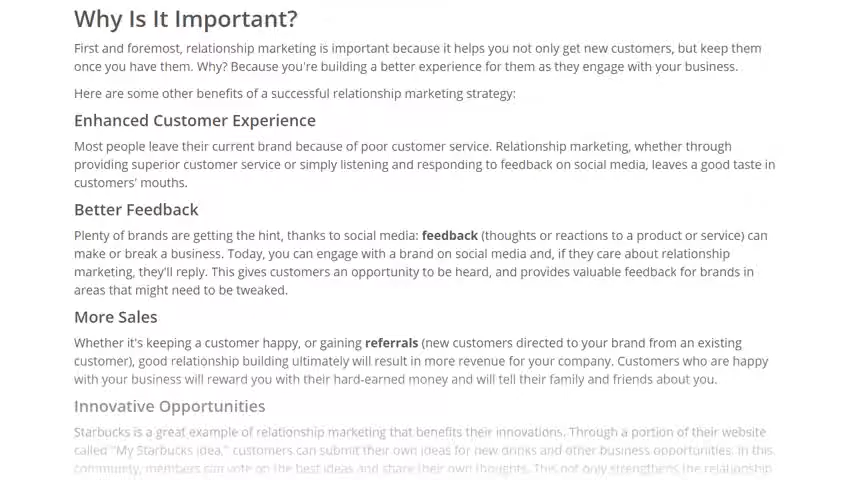 Why Is It Important?
First and foremost, relationship marketing is important because it helps you not only get new customers, but keep them
once you have them. Why? Because you're building a better experience for them as they engage with your business.
Here are some other benefits of a successful relationship marketing strategy:
Enhanced Customer Experience
Most people leave their current brand because of poor customer service. Relationship marketing, whether through
providing superior customer service or simply listening and responding to feedback on social media, leaves a good taste in
customers' mouths.
Better Feedback
Plenty of brands are getting the hint, thanks to social media: feedback (thoughts or reactions to a product or service) can
make or break a business. Today, you can engage with a brand on social media and, if they care about relationship
marketing, they'll reply. This gives customers an opportunity to be heard, and provides valuable feedback for brands in
areas that might need to be tweaked.
More Sales
Whether it's keeping a customer happy, or gaining referrals (new customers directed to your brand from an existing
customer), good relationship building ultimately will result in more revenue for your company. Customers who are happy
with your business will reward you with their hard-earned money and will tell their family and friends about you.
Innovative Opportunities
Starbucks is a great example of relationship marketing that benefits their innovations. Through a portion of their website
called "My Starbucks Idea," customers can submit their own ideas for new drinks and other business opportunities. In this
community, members can vote on the best ideas and share their own thoughts. This not only strengthens the relationship